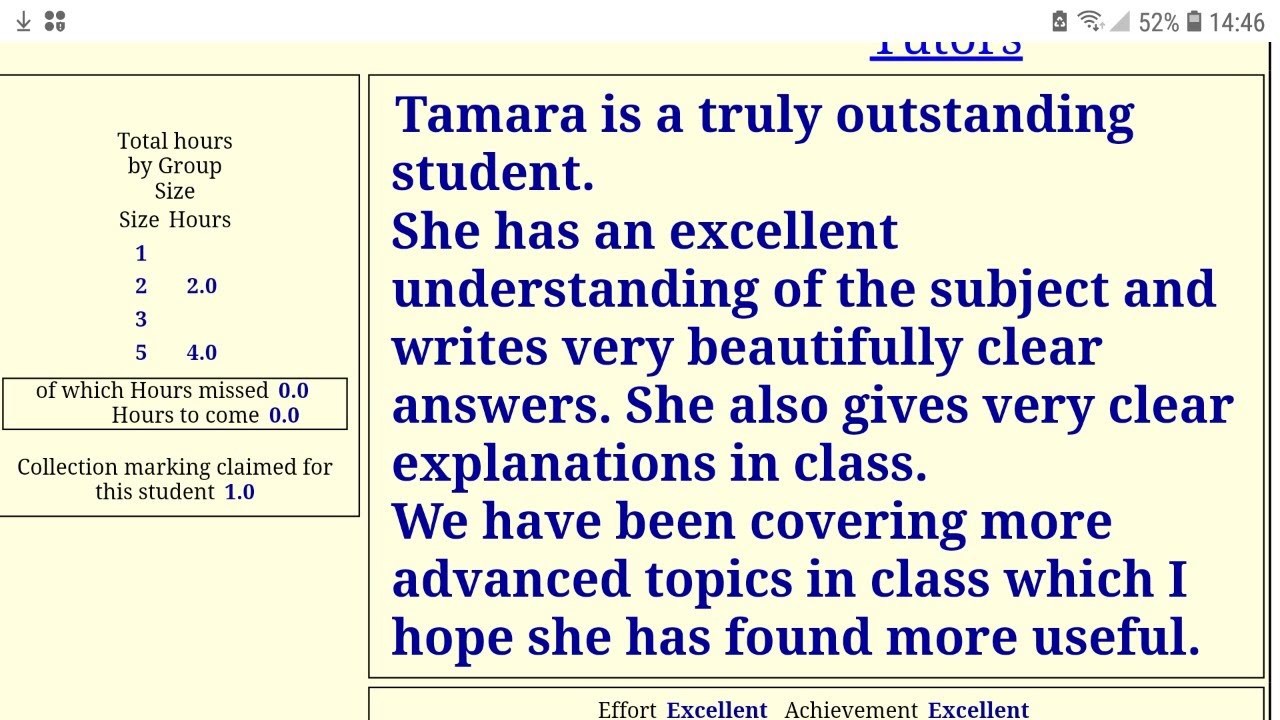 52% 14:46
Tutors
Total hours
by Group
Size
Size Hours
1
2 2.0
3
5 4.0
of which Hours missed 0.0
Hours to come 0.0
Collection marking claimed for
this student 1.0
Tamara is a truly outstanding
student.
She has an excellent
understanding of the subject and
writes very beautifully clear
answers. She also gives very clear
explanations in class.
We have been covering more
advanced topics in class which I
hope she has found more useful.
Effort Excellent Achievement Excellent